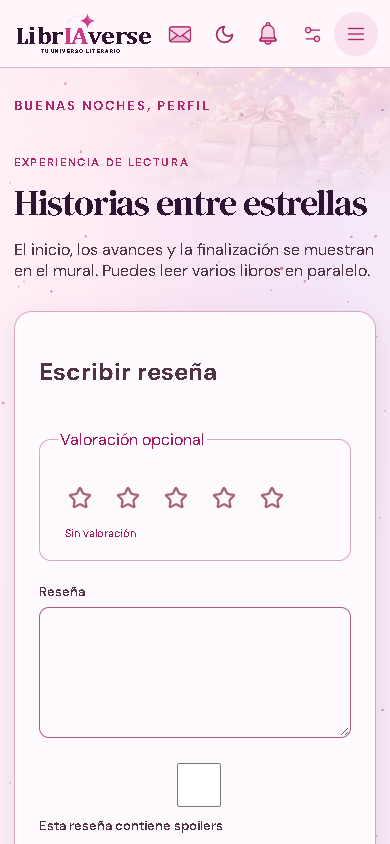 LibrIAverse
TU UNIVERSO LITERARIO
BUENAS NOCHES, PERFIL
EXPERIENCIA DE LECTURA
Historias entre estrellas
El inicio, los avances y la finalización se muestran
en el mural. Puedes leer varios libros en paralelo.
Escribir reseña
Valoración opcional
Sin valoración
Reseña
Esta reseña contiene spoilers